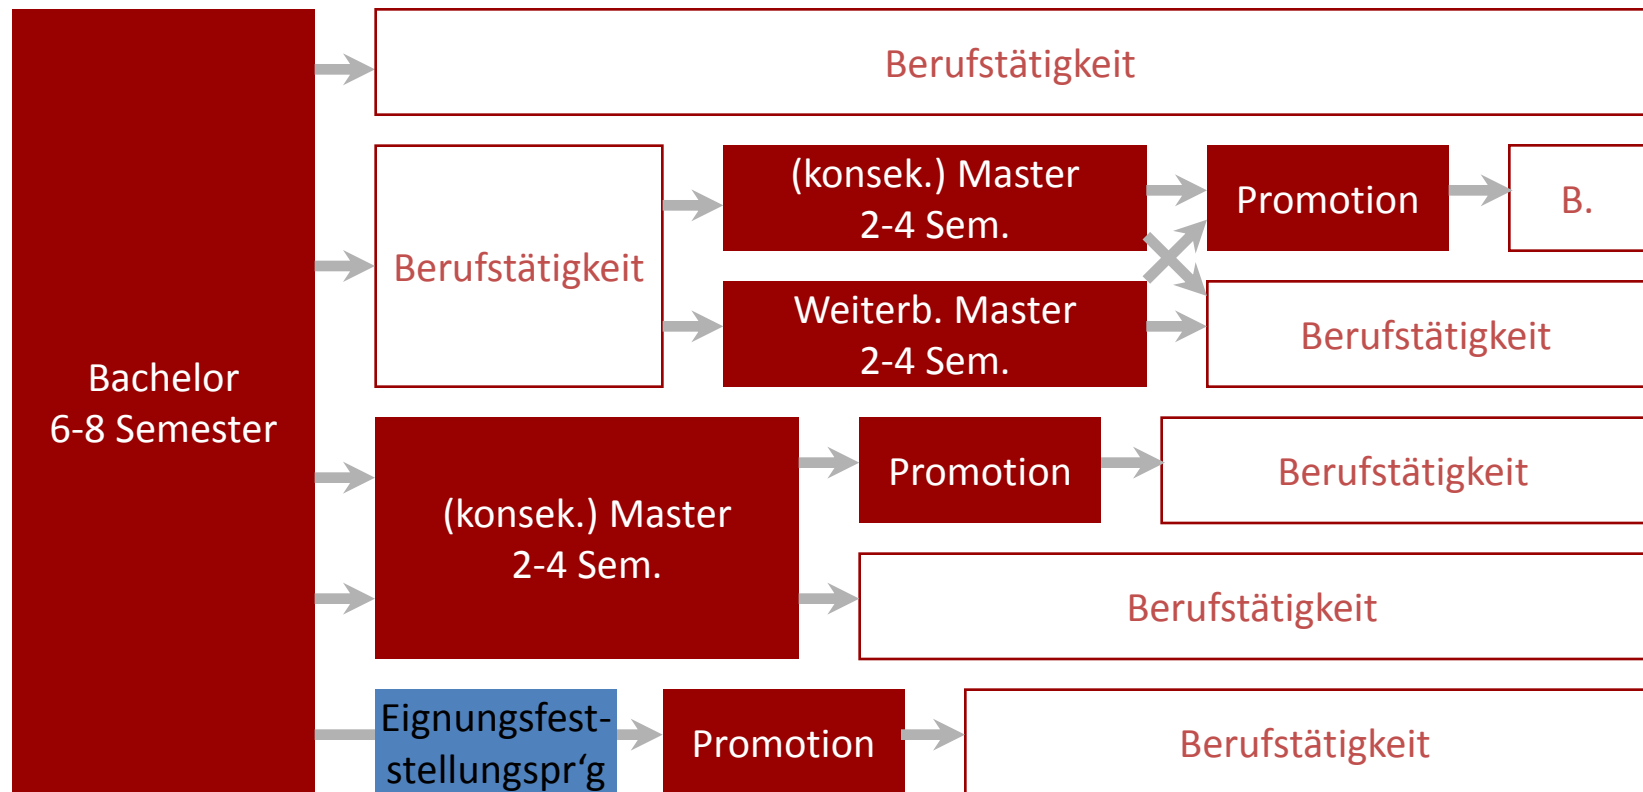 Bachelor
6-8 Semester
Berufstätigkeit
Berufstätigkeit
(konsek.) Master
2-4 Sem.
Promotion
B.
Weiterb. Master
2-4 Sem.
Berufstätigkeit
(konsek.) Master
2-4 Sem.
Promotion
Berufstätigkeit
Berufstätigkeit
Eignungsfest-
stellungspr‘g
Promotion
Berufstätigkeit